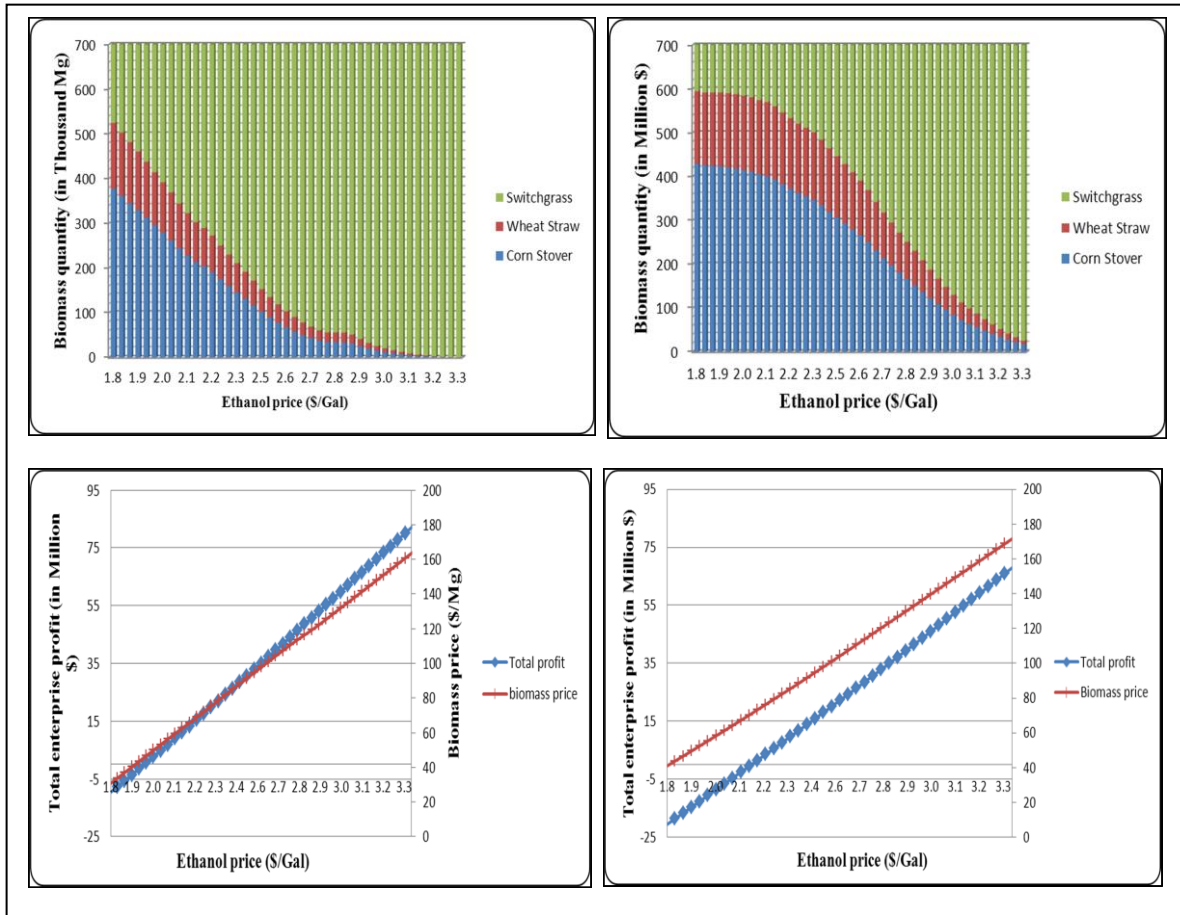 Biomass quantity (in Thousand Mg)
700
600
500
400
300
200
100
0
1.8 1.9 2.0 2.1 2.2 2.3 2.5 2.6 2.7 2.8 2.9 3.0 3.1 3.2 3.3
Ethanol price ($/Gal)
Switchgrass
Wheat Straw
Corn Stover
Biomass quantity (in Million $)
700
600
500
400
300
200
100
0
1.8 1.9 2.0 2.1 2.2 2.3 2.5 2.6 2.7 2.8 2.9 3.0 3.1 3.2 3.3
Ethanol price ($/Gal)
Switchgrass
Wheat Straw
Corn Stover
Total enterprise profit (in Million
$)
95
75
55
35
15
-5
-25
1.8 1.9 2.0 2.1 2.2 2.3 2.4 2.6 2.7 2.8 2.9 3.0 3.1 3.2 3.3
200
180
160
140
120
100
80
60
40
20
0
Biomass price ($/Mg)
Ethanol price ($/Gal)
Total profit
biomass price
Total enterprise profit (in Million $)
95
75
55
35
15
-5
-25
1.8 1.9 2.0 2.1 2.2 2.3 2.4 2.6 2.7 2.8 2.9 3.0 3.1 3.2 3.3
200
180
160
140
120
100
80
60
40
20
0
Ethanol price ($/Gal)
Total profit
Biomass price